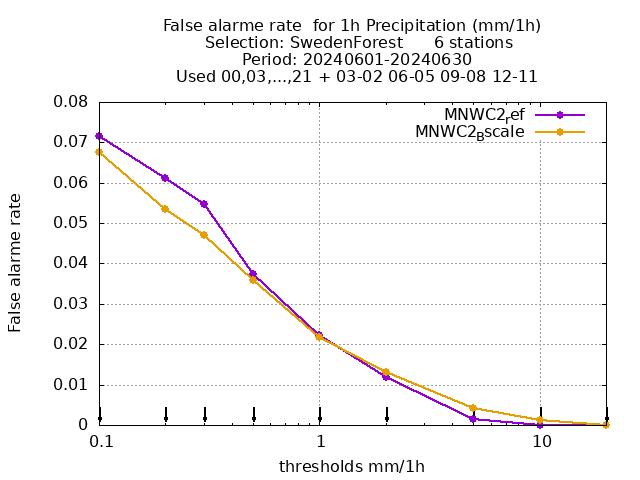 False alarme rate  for 1h Precipitation (mm/1h)
Selection: SwedenForest      6 stations
Period: 20240601-20240630
Used 00,03,...,21 + 03-02 06-05 09-08 12-11
MNWC2_ref
MNWC2_Bscale
0.08
0.07
0.06
0.05
0.04
0.03
0.02
0.01
0
False alarme rate
0.1 1 10
thresholds mm/1h